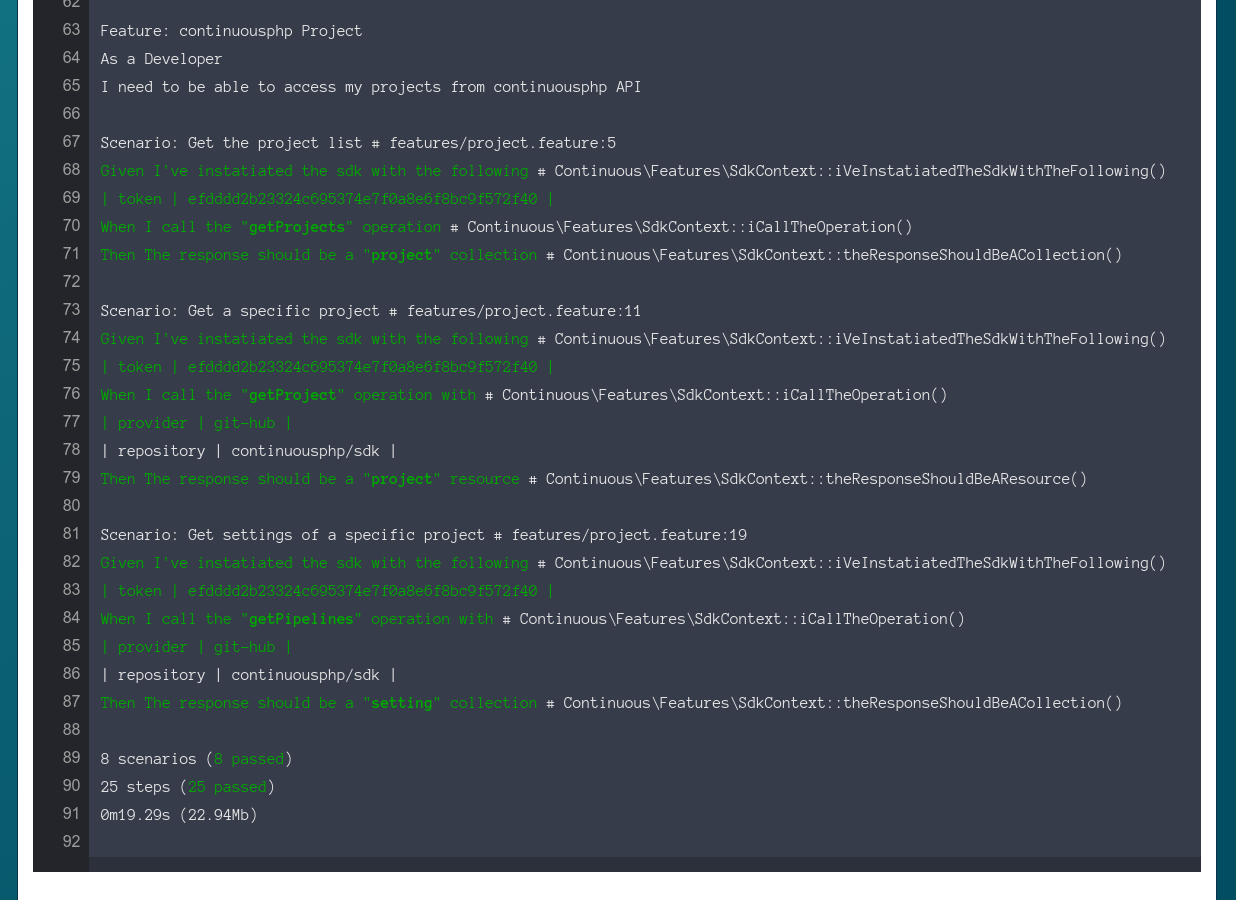 62
63 Feature: continuousphp Project
64 As a Developer
65 I need to be able to access my projects from continuousphp API
66
67 Scenario: Get the project list # features/project.feature:5
68 Given I've instatiated the sdk with the following # Continuous\Features\SdkContext::iVeInstatiatedTheSdkWithTheFollowing()
69 | token | efdddd2b23324c695374e7f0a8e6f8bc9f572f40 |
70 When I call the "getProjects" operation # Continuous\Features\SdkContext::iCallTheOperation()
71 Then The response should be a "project" collection # Continuous\Features\SdkContext::theResponseShouldBeACollection()
72
73 Scenario: Get a specific project # features/project.feature:11
74 Given I've instatiated the sdk with the following # Continuous\Features\SdkContext::iVeInstatiatedTheSdkWithTheFollowing()
75 | token | efdddd2b23324c695374e7f0a8e6f8bc9f572f40 |
76 When I call the "getProject" operation with # Continuous\Features\SdkContext::iCallTheOperation()
77 | provider | git-hub |
78 | repository | continuousphp/sdk |
79 Then The response should be a "project" resource # Continuous\Features\SdkContext::theResponseShouldBeAResource()
80
81 Scenario: Get settings of a specific project # features/project.feature:19
82 Given I've instatiated the sdk with the following # Continuous\Features\SdkContext::iVeInstatiatedTheSdkWithTheFollowing()
83 | token | efdddd2b23324c695374e7f0a8e6f8bc9f572f40 |
84 When I call the "getPipelines" operation with # Continuous\Features\SdkContext::iCallTheOperation()
85 | provider | git-hub |
86 | repository | continuousphp/sdk |
87 Then The response should be a "setting" collection # Continuous\Features\SdkContext::theResponseShouldBeACollection()
88
89 8 scenarios (8 passed)
90 25 steps (25 passed)
91 0m19.29s (22.94Mb)
92